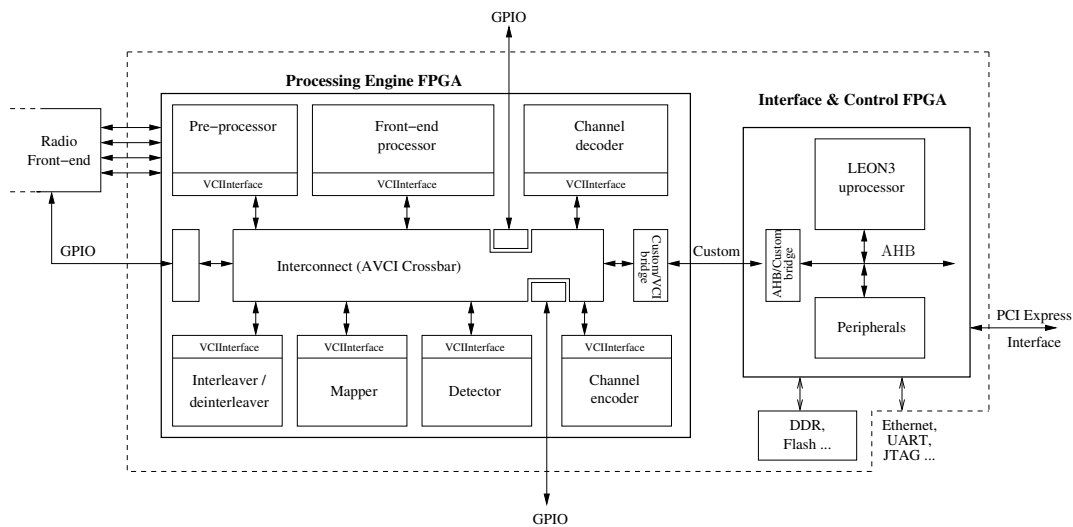 GPIO
Processing Engine FPGA
Interface & Control FPGA
Radio
Front−end
Pre−processor
VCIInterface
Front−end
processor
VCIInterface
Channel
decoder
VCIInterface
LEON3
uprocessor
GPIO
Interconnect (AVCI Crossbar)
Custom/VCI
bridge
Custom
AHB/Custom
bridge
AHB
Peripherals
PCI Express
Interface
VCIInterface
Interleaver /
deinterleaver
VCIInterface
Mapper
VCIInterface
Detector
VCIInterface
Channel
encoder
DDR,
Flash ...
Ethernet,
UART,
JTAG ...
GPIO